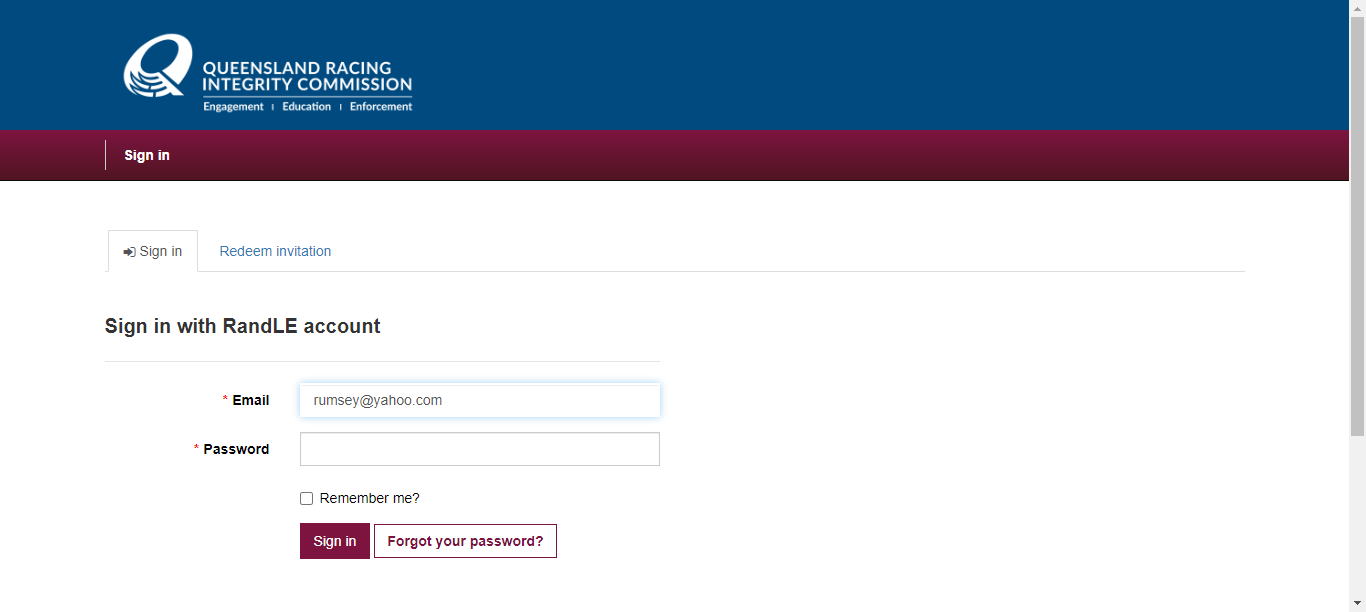 QUEENSLAND RACING
INTEGRITY COMMISSION
Engagement | Education | Enforcement
Sign in
Sign in Redeem invitation
Sign in with RandLE account
* Email rumsey@yahoo.com
* Password
Remember me?
Sign in Forgot your password?